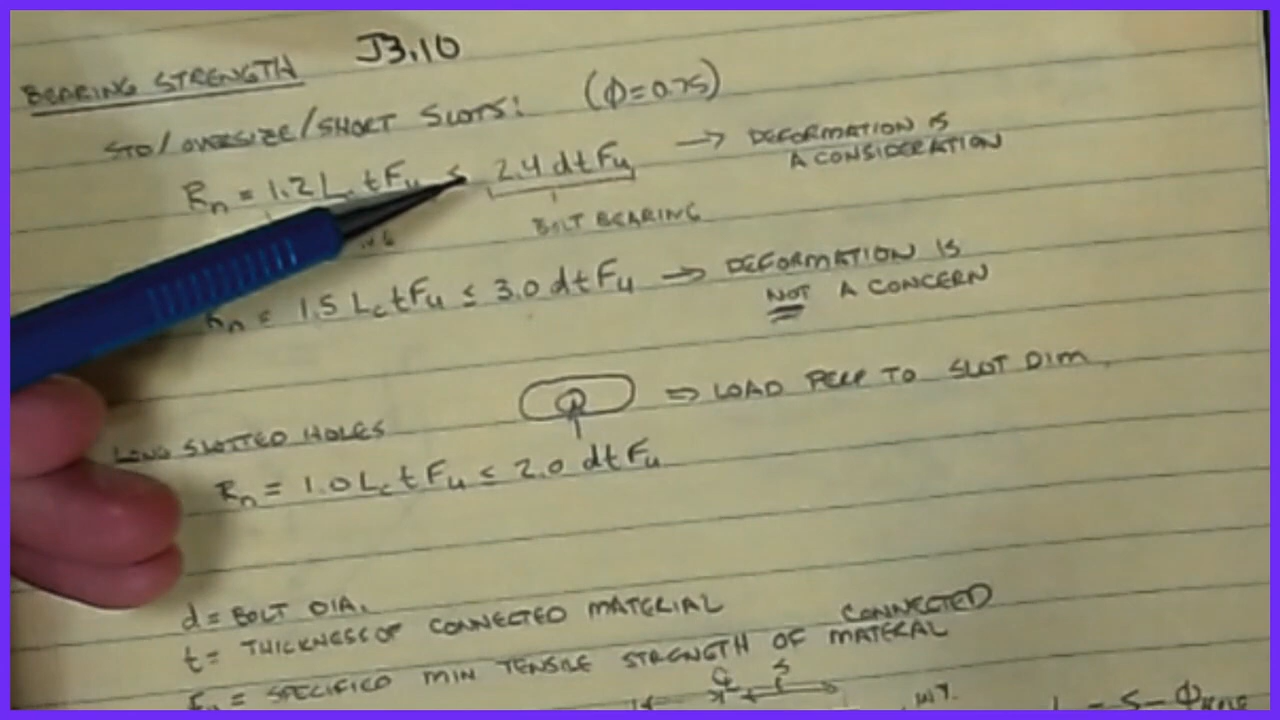 BEARING STRENGTH J3.10
STD/OVERSIZE/SHORT SLOTS: (Φ=0.75)
Rn = 1.2 Lc t Fu ≤ 2.4 d t Fu → DEFORMATION IS
A CONSIDERATION
BOLT BEARING
Rn = 1.5 Lc t Fu ≤ 3.0 d t Fu → DEFORMATION IS
NOT A CONCERN
LONG SLOTTED HOLES ⇒ LOAD PERP TO SLOT DIM.
Rn = 1.0 Lc t Fu ≤ 2.0 d t Fu
d = BOLT DIA.
t = THICKNESS OF CONNECTED MATERIAL
Fu = SPECIFIED MIN TENSILE STRENGTH OF CONNECTED
MATERAL
S